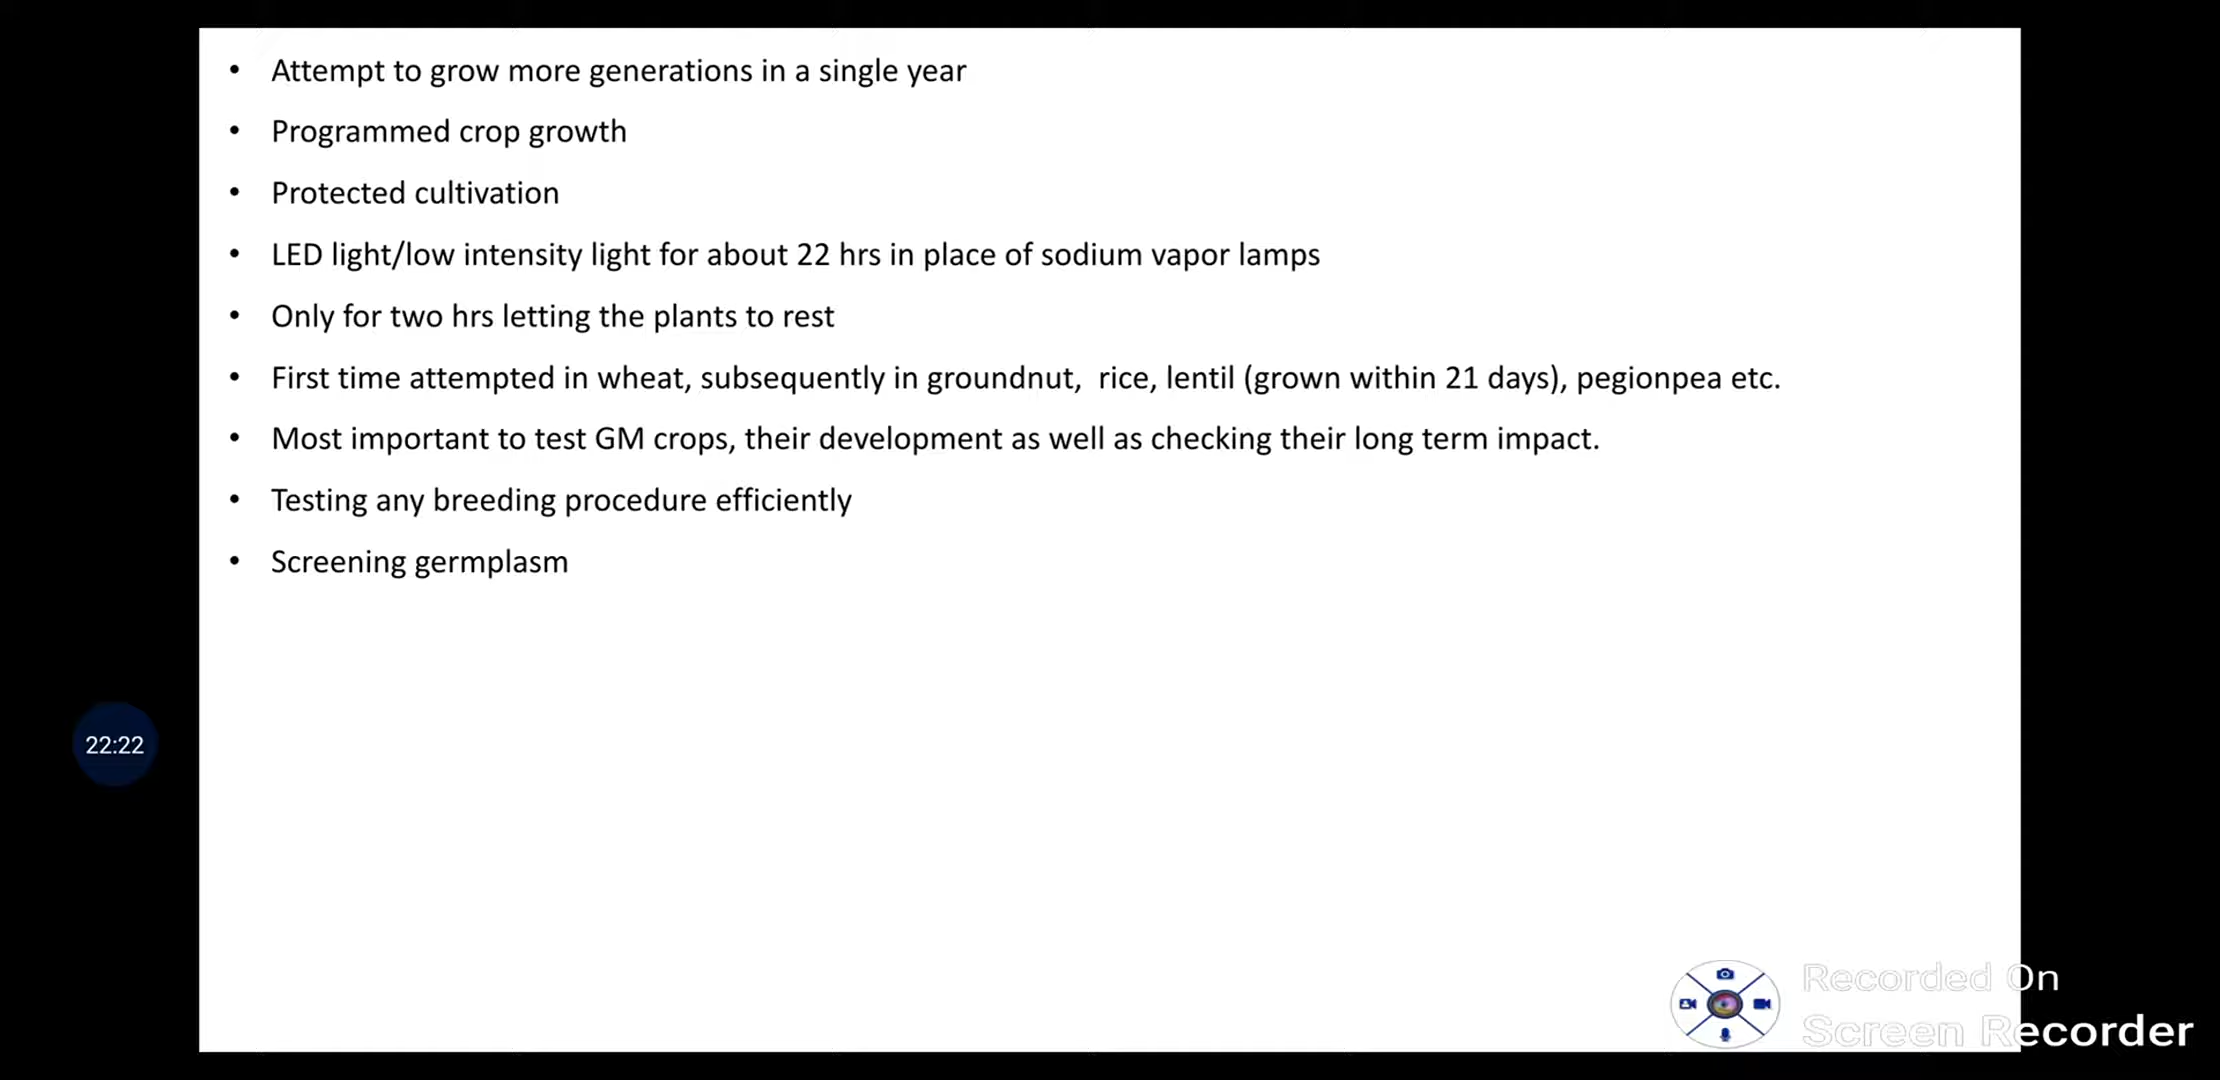 • Attempt to grow more generations in a single year
• Programmed crop growth
• Protected cultivation
• LED light/low intensity light for about 22 hrs in place of sodium vapor lamps
• Only for two hrs letting the plants to rest
• First time attempted in wheat, subsequently in groundnut,  rice, lentil (grown within 21 days), pegionpea etc.
• Most important to test GM crops, their development as well as checking their long term impact.
• Testing any breeding procedure efficiently
• Screening germplasm
22:22
Recorded On
Screen Recorder